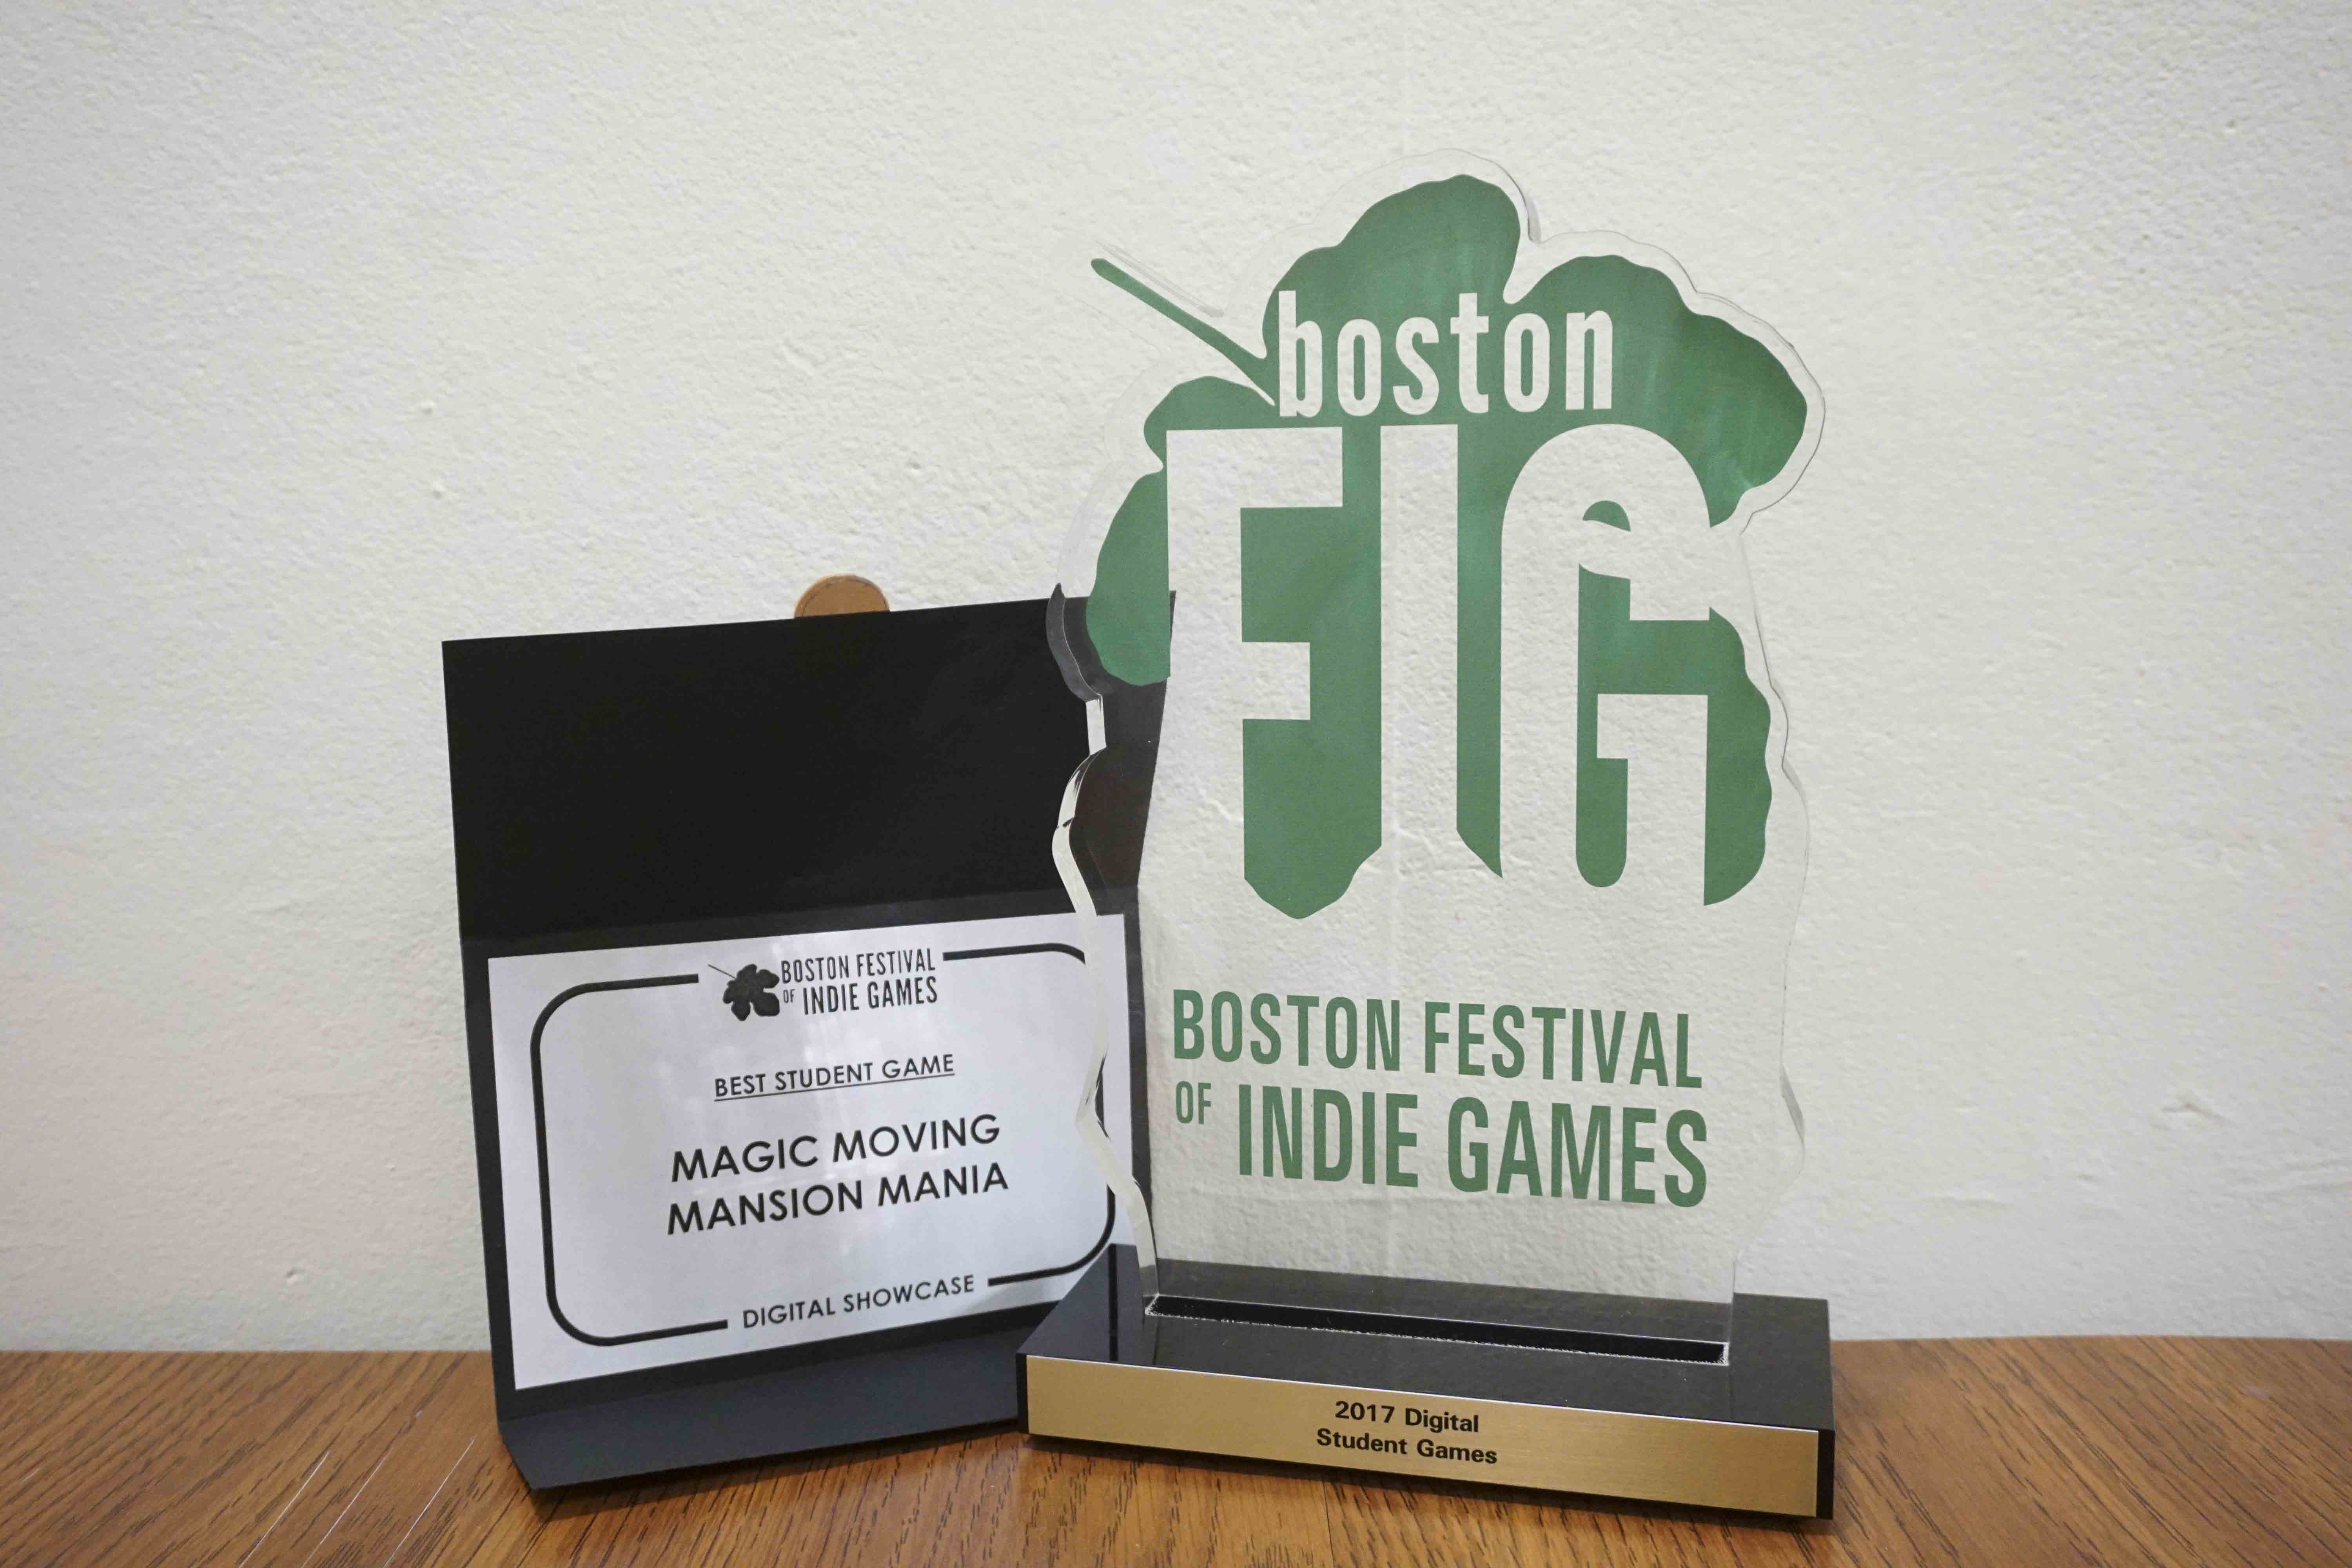 BOSTON FESTIVAL
OF INDIE GAMES
BEST STUDENT GAME
MAGIC MOVING
MANSION MANIA
DIGITAL SHOWCASE
boston
FIG
BOSTON FESTIVAL
OF INDIE GAMES
2017 Digital
Student Games